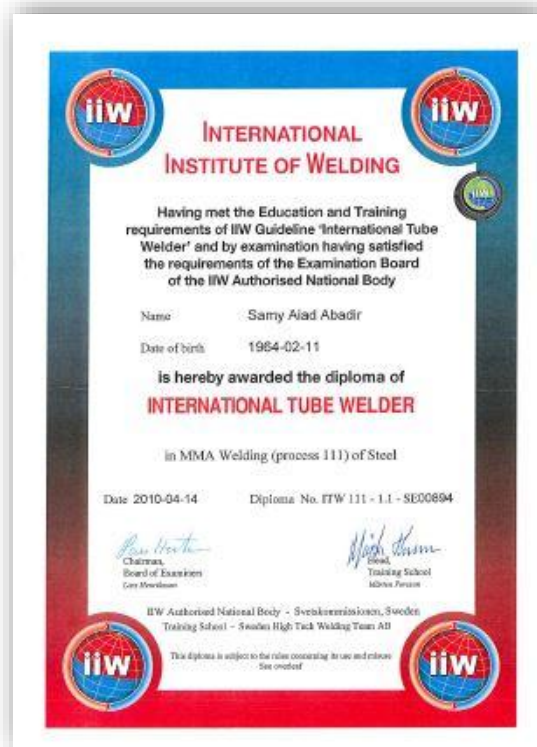 iiw
iiw
INTERNATIONAL
INSTITUTE OF WELDING
IIW
Having met the Education and Training
requirements of IIW Guideline 'International Tube
Welder' and by examination having satisfied
the requirements of the Examination Board
of the IIW Authorised National Body
Name Samy Aiad Abadir
Date of birth 1964-02-11
is hereby awarded the diploma of
INTERNATIONAL TUBE WELDER
in MMA Welding (process 111) of Steel
Date 2010-04-14 Diploma No. ITW 111 - 1.1 - SE00894
Chairman, Head,
Board of Examiners Training School
IIW Authorised National Body - Svetskommissionen, Sweden
Training School - Sweden High Tech Welding Team AB
This diploma is subject to the rules concerning its use and misuse
See overleaf
iiw
iiw